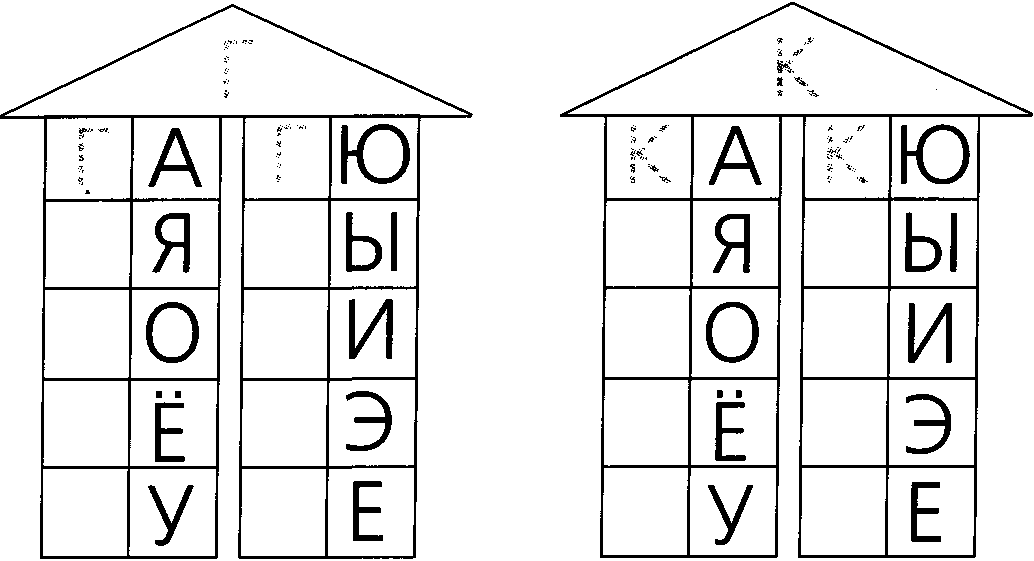 Г К
Г А Г Ю К А К Ю
Я Ы Я Ы
О И О И
Ё Э Ё Э
У Е У Е